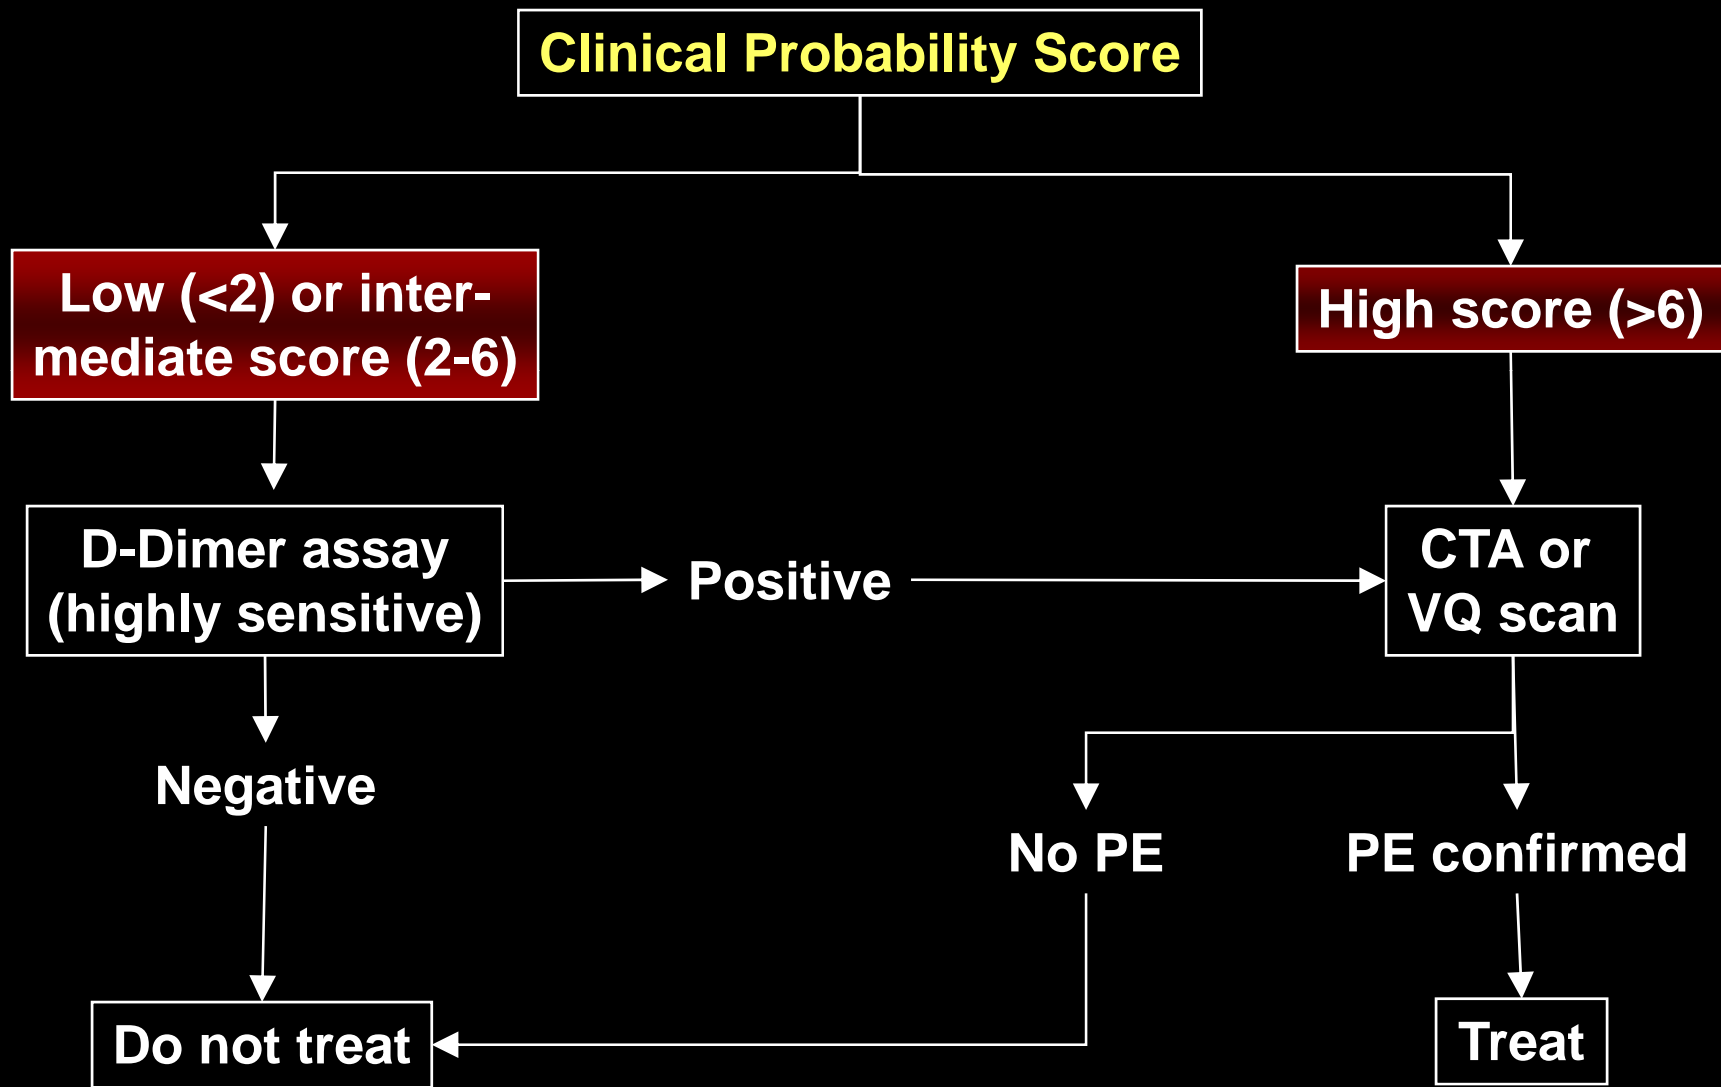 Clinical Probability Score
Low (<2) or inter-
mediate score (2-6)
High score (>6)
D-Dimer assay
(highly sensitive)
Positive
CTA or
VQ scan
Negative
No PE
PE confirmed
Do not treat
Treat